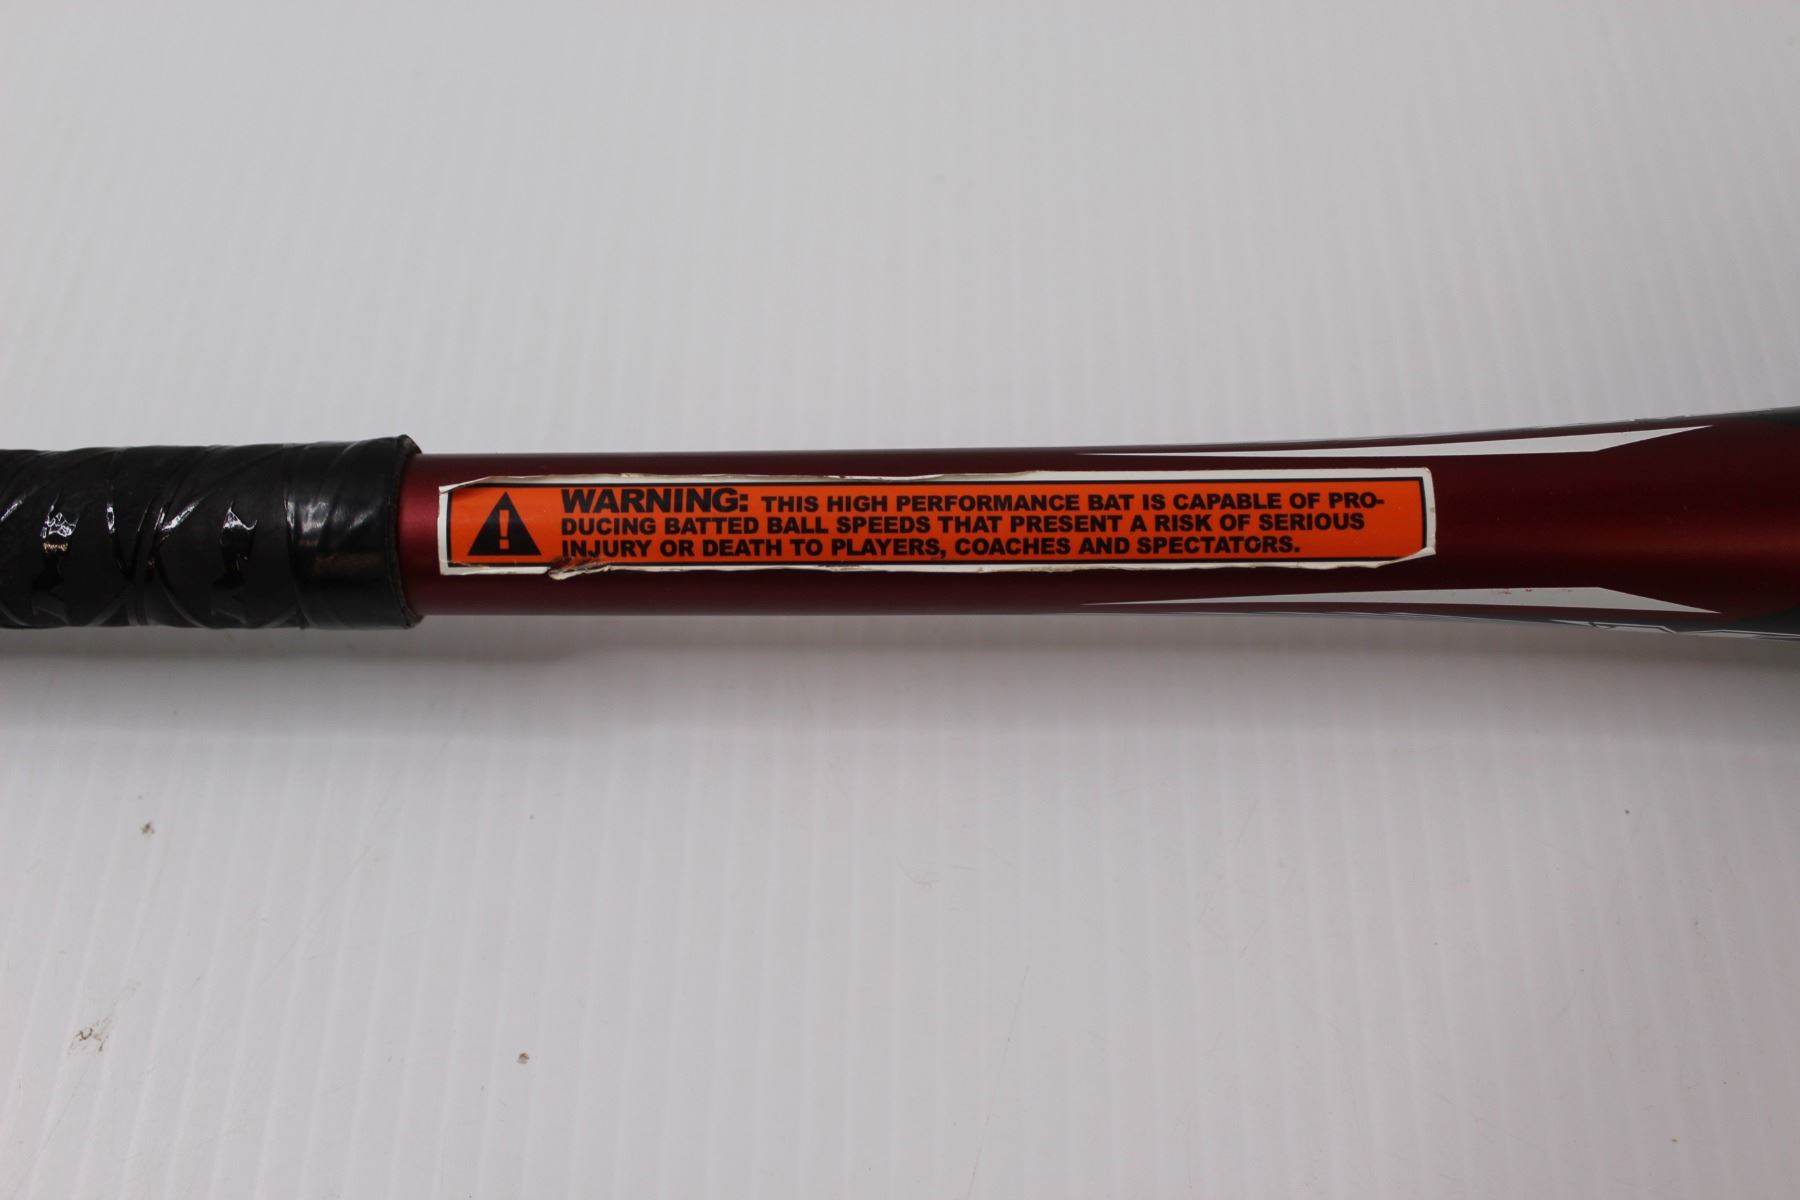 WARNING: THIS HIGH PERFORMANCE BAT IS CAPABLE OF PRO-
DUCING BATTED BALL SPEEDS THAT PRESENT A RISK OF SERIOUS
INJURY OR DEATH TO PLAYERS, COACHES AND SPECTATORS.